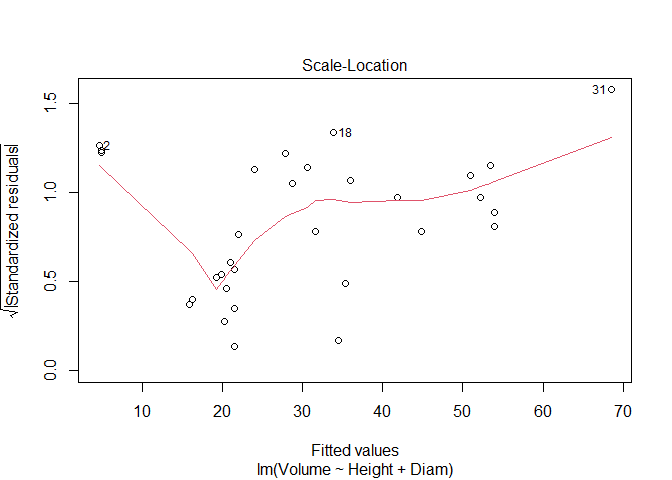 Scale-Location
√|Standardized residuals|
1.5
1.0
0.5
0.0
31
18
2
10 20 30 40 50 60 70
Fitted values
lm(Volume ~ Height + Diam)